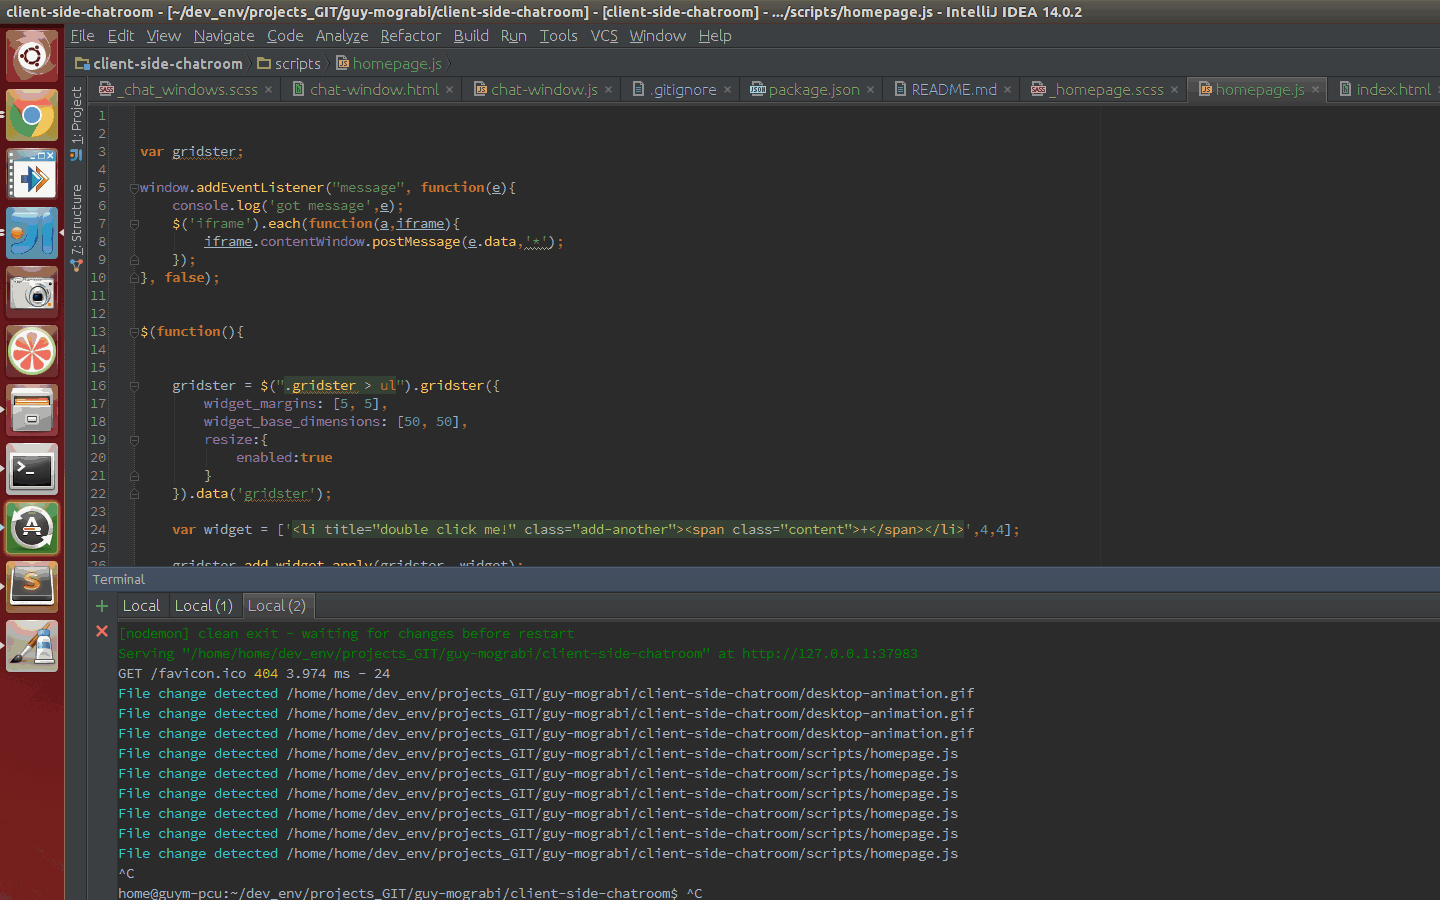 client-side-chatroom - [~/dev_env/projects_GIT/guy-mograbi/client-side-chatroom] - [client-side-chatroom] - .../scripts/homepage.js - IntelliJ IDEA 14.0.2
File Edit View Navigate Code Analyze Refactor Build Run Tools VCS Window Help
client-side-chatroom scripts homepage.js
_chat_windows.scss chat-window.html chat-window.js .gitignore package.json README.md _homepage.scss homepage.js index.html
1: Project
7: Structure
1
2
3 var gridster;
4
5 window.addEventListener("message", function(e){
6 console.log('got message',e);
7 $('iframe').each(function(a,iframe){
8 iframe.contentWindow.postMessage(e.data,'*');
9 });
10 }, false);
11
12
13 $(function(){
14
15
16 gridster = $(".gridster > ul").gridster({
17 widget_margins: [5, 5],
18 widget_base_dimensions: [50, 50],
19 resize:{
20 enabled:true
21 }
22 }).data('gridster');
23
24 var widget = ['<li title="double click me!" class="add-another"><span class="content">+</span></li>',4,4];
25
26 gridster.add_widget.apply(gridster, widget);
Terminal
Local Local (1) Local (2)
[nodemon] clean exit - waiting for changes before restart
Serving "/home/home/dev_env/projects_GIT/guy-mograbi/client-side-chatroom" at http://127.0.0.1:37983
GET /favicon.ico 404 3.974 ms - 24
File change detected /home/home/dev_env/projects_GIT/guy-mograbi/client-side-chatroom/desktop-animation.gif
File change detected /home/home/dev_env/projects_GIT/guy-mograbi/client-side-chatroom/desktop-animation.gif
File change detected /home/home/dev_env/projects_GIT/guy-mograbi/client-side-chatroom/desktop-animation.gif
File change detected /home/home/dev_env/projects_GIT/guy-mograbi/client-side-chatroom/scripts/homepage.js
File change detected /home/home/dev_env/projects_GIT/guy-mograbi/client-side-chatroom/scripts/homepage.js
File change detected /home/home/dev_env/projects_GIT/guy-mograbi/client-side-chatroom/scripts/homepage.js
File change detected /home/home/dev_env/projects_GIT/guy-mograbi/client-side-chatroom/scripts/homepage.js
File change detected /home/home/dev_env/projects_GIT/guy-mograbi/client-side-chatroom/scripts/homepage.js
File change detected /home/home/dev_env/projects_GIT/guy-mograbi/client-side-chatroom/scripts/homepage.js
^C
home@guym-pcu:~/dev_env/projects_GIT/guy-mograbi/client-side-chatroom$ ^C